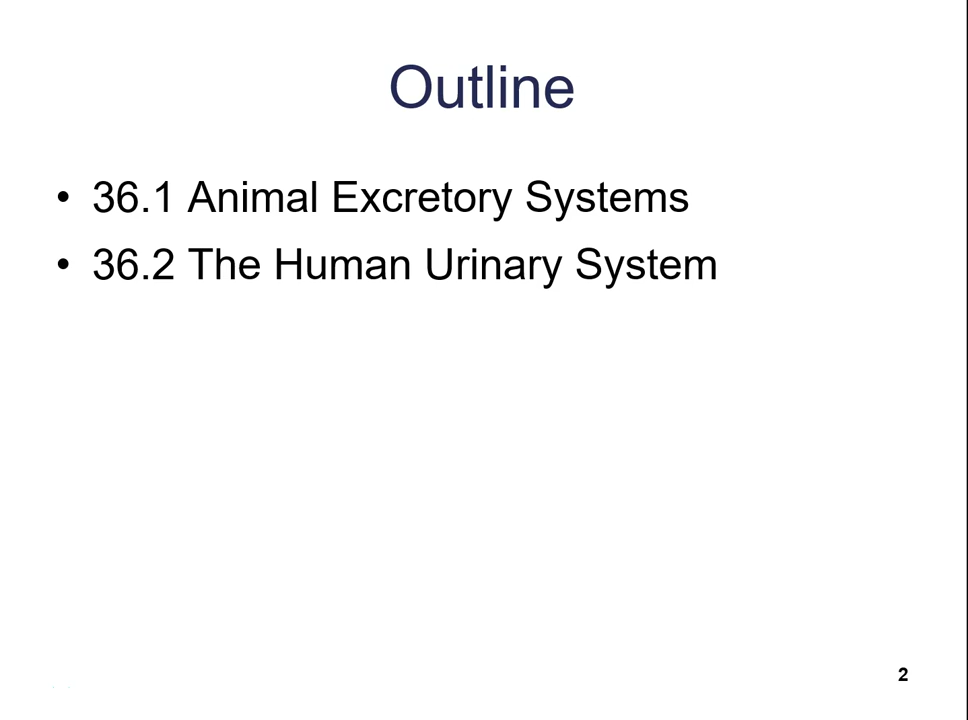 Outline
• 36.1 Animal Excretory Systems
• 36.2 The Human Urinary System
2